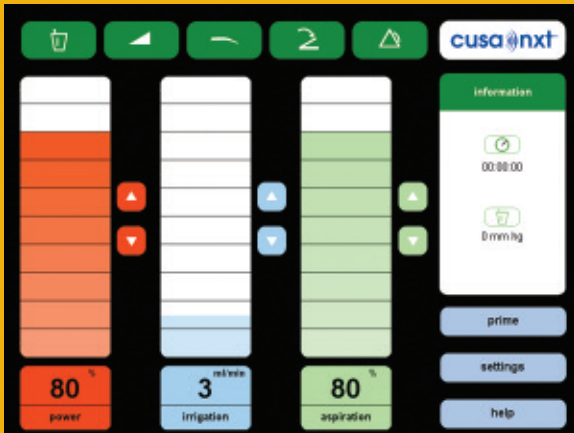 cusa nxt
information
00:00:00
0 mm hg
prime
settings
help
80 %
power
3 ml/min
irrigation
80 %
aspiration